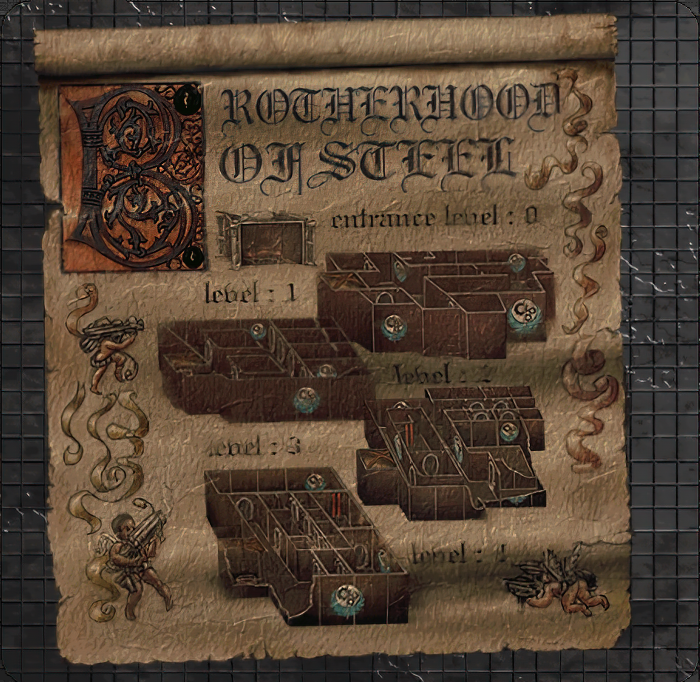 BROTHERHOOD
OF STEEL
entrance level : 0
level : 1
level : 2
level : 3
level : 4